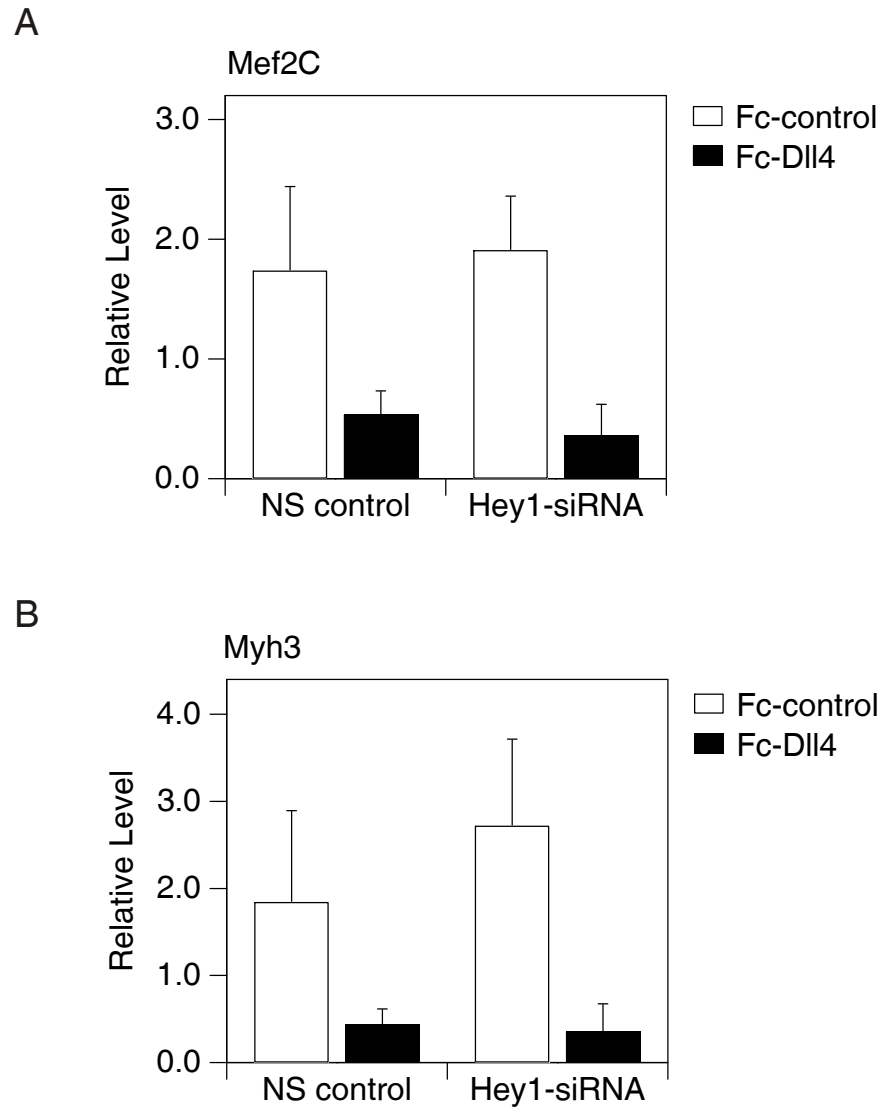 A
Mef2C
3.0
2.0
1.0
0.0
Relative Level
NS control
Hey1-siRNA
Fc-control
Fc-Dll4
B
Myh3
4.0
3.0
2.0
1.0
0.0
Relative Level
NS control
Hey1-siRNA
Fc-control
Fc-Dll4